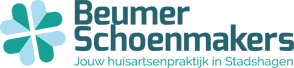 Beumer
Schoenmakers
Jouw huisartsenpraktijk in Stadshagen